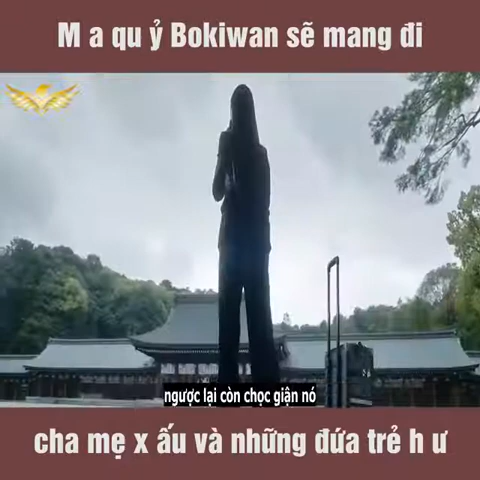 M a qu ỷ Bokiwan sẽ mang đi
ngược lại còn chọc giận nó
cha mẹ x ấu và những đứa trẻ h ư